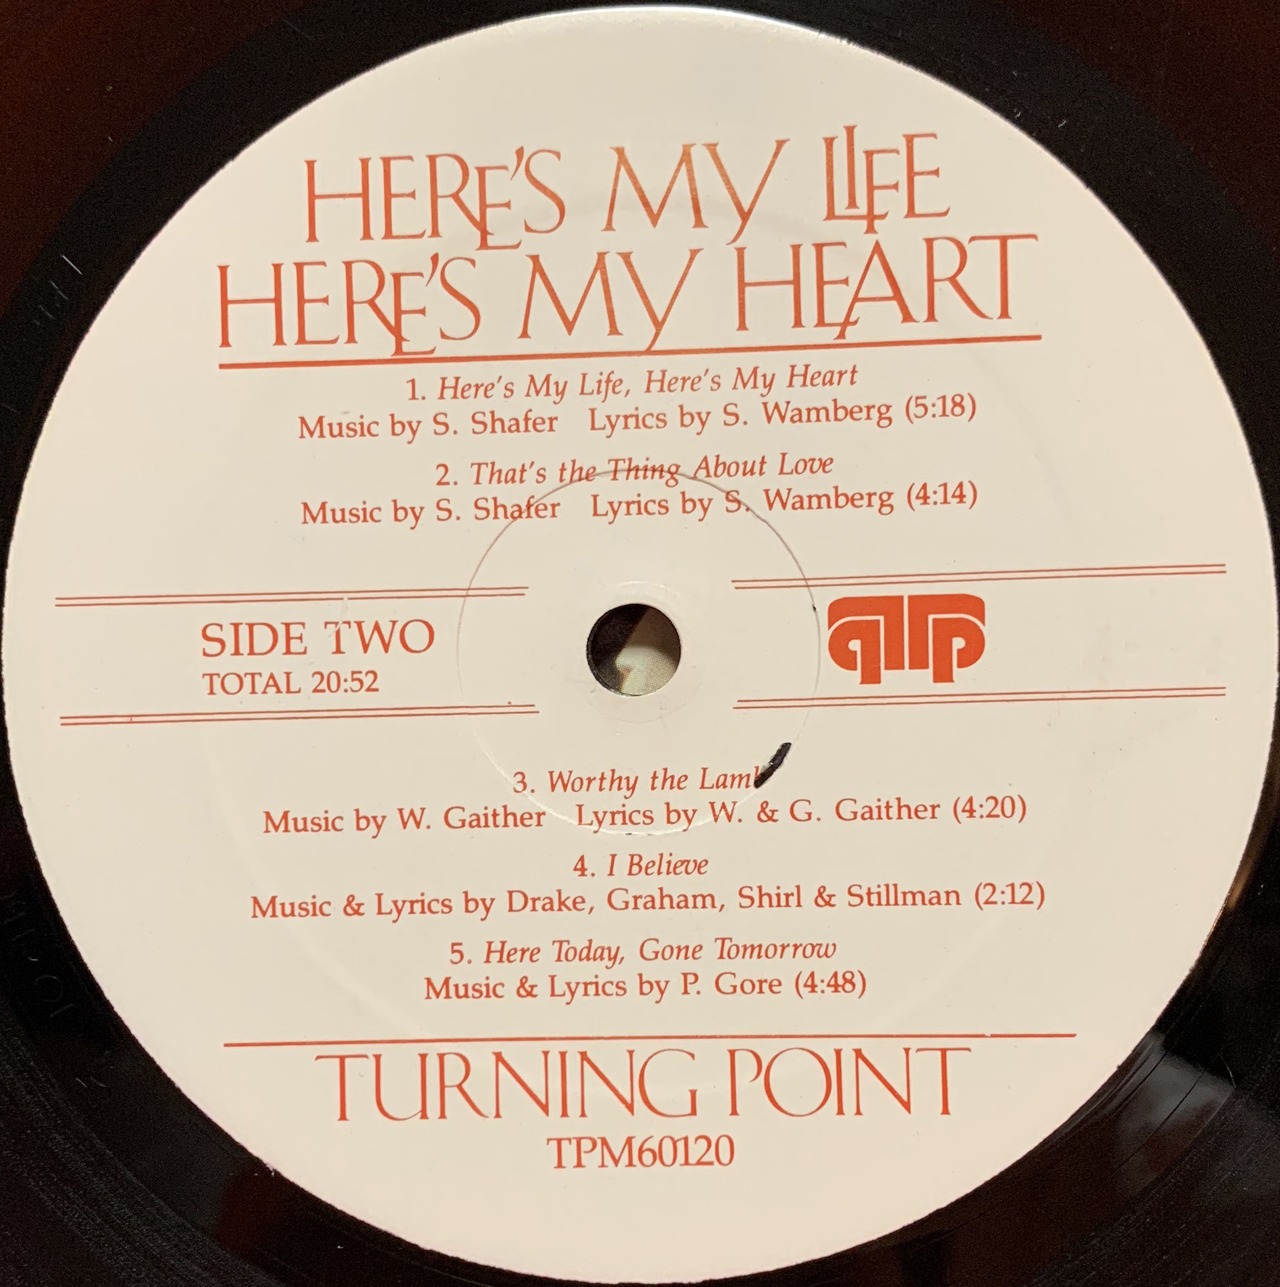 HERE'S MY LIFE
HERE'S MY HEART
1. Here's My Life, Here's My Heart
Music by S. Shafer Lyrics by S. Wamberg (5:18)
2. That's the Thing About Love
Music by S. Shafer Lyrics by S. Wamberg (4:14)
SIDE TWO
TOTAL 20:52
3. Worthy the Lamb
Music by W. Gaither Lyrics by W. & G. Gaither (4:20)
4. I Believe
Music & Lyrics by Drake, Graham, Shirl & Stillman (2:12)
5. Here Today, Gone Tomorrow
Music & Lyrics by P. Gore (4:48)
TURNING POINT
TPM60120